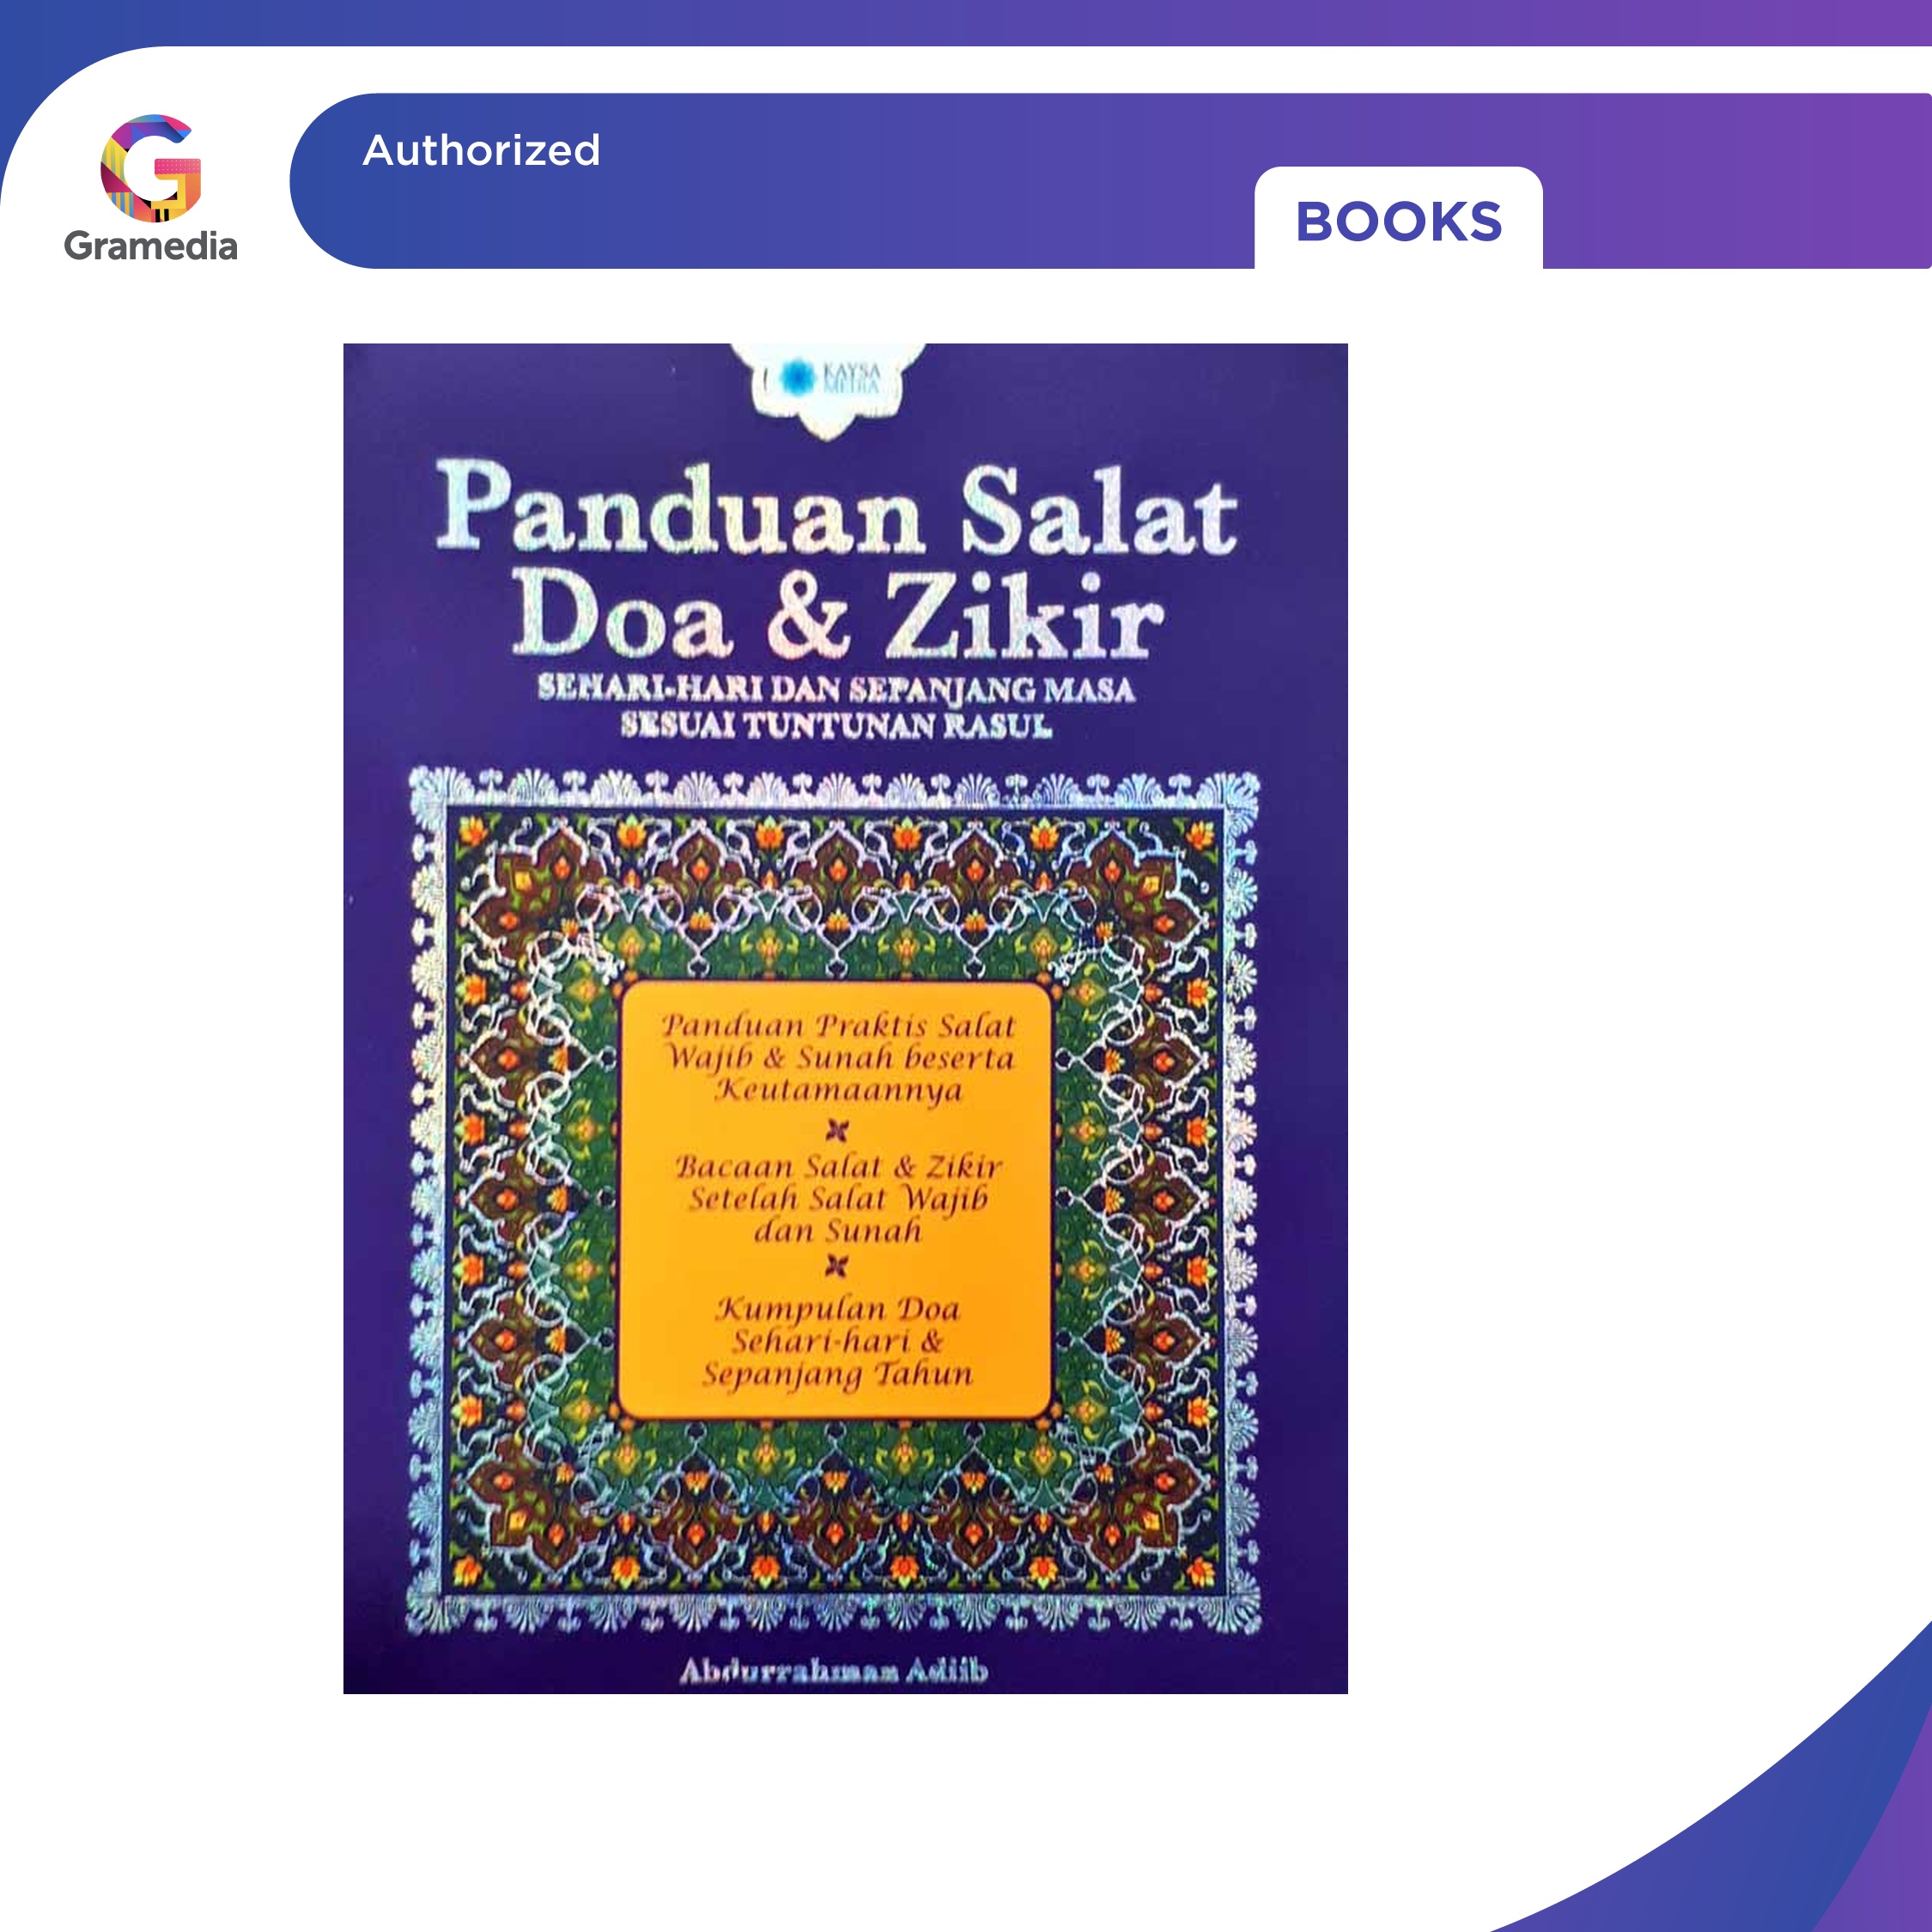 Gramedia
Authorized
BOOKS
KAYSA
MEDIA
Panduan Salat
Doa & Zikir
SEHARI-HARI DAN SEPANJANG MASA
SESUAI TUNTUNAN RASUL
Panduan Praktis Salat
Wajib & Sunah beserta
Keutamaannya
Bacaan Salat & Zikir
Setelah Salat Wajib
dan Sunah
Kumpulan Doa
Sehari-hari &
Sepanjang Tahun
Abdurrahman Adiib